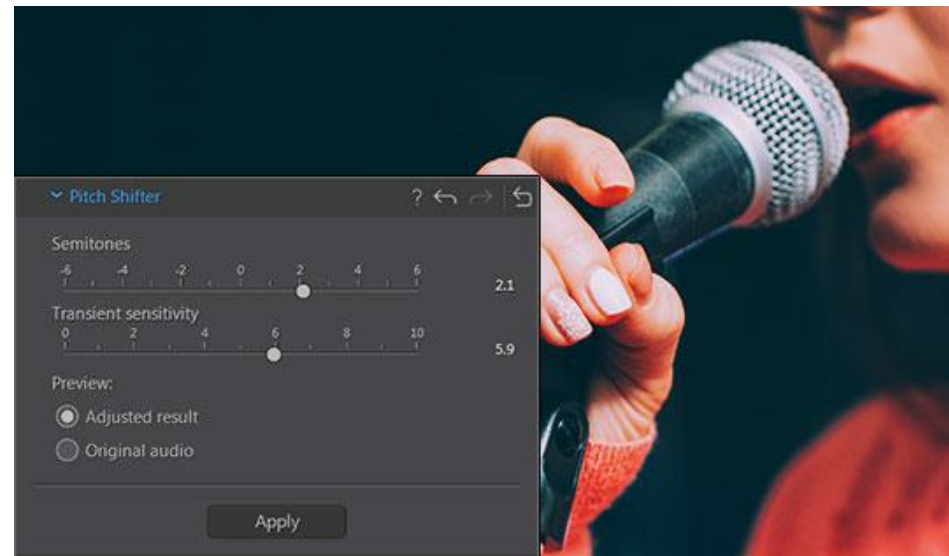 Pitch Shifter ?
Semitones
-6 -4 -2 0 2 4 6
2.1
Transient sensitivity
0 2 4 6 8 10
5.9
Preview:
Adjusted result
Original audio
Apply